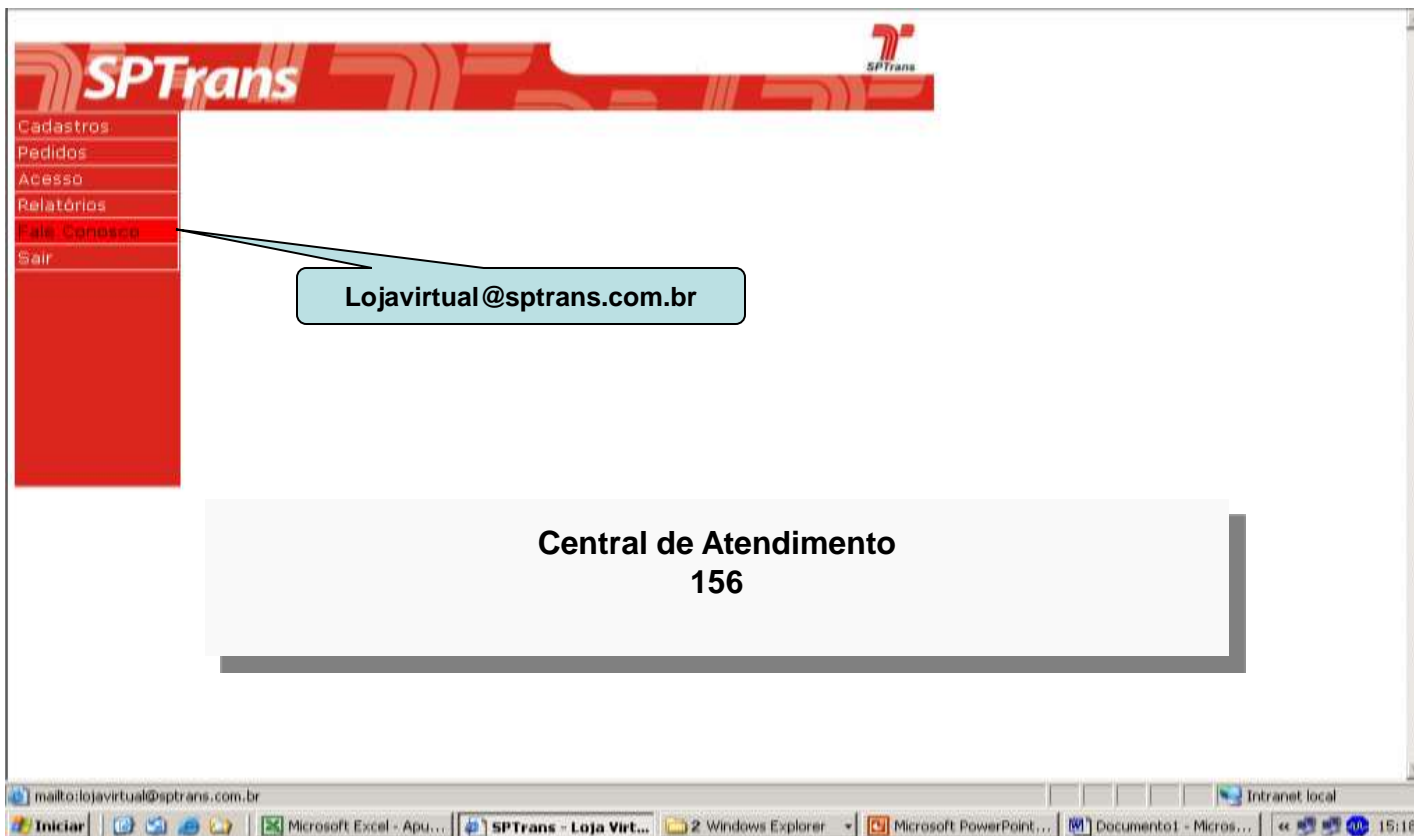 SPTrans
SPTrans
Cadastros
Pedidos
Acesso
Relatórios
Fale Conosco
Sair
Lojavirtual@sptrans.com.br
Central de Atendimento
156
mailto:lojavirtual@sptrans.com.br
Intranet local
Iniciar
Microsoft Excel - Apu...
SPTrans - Loja Virt...
2 Windows Explorer
Microsoft PowerPoint...
Documento1 - Micros...
«
15:18